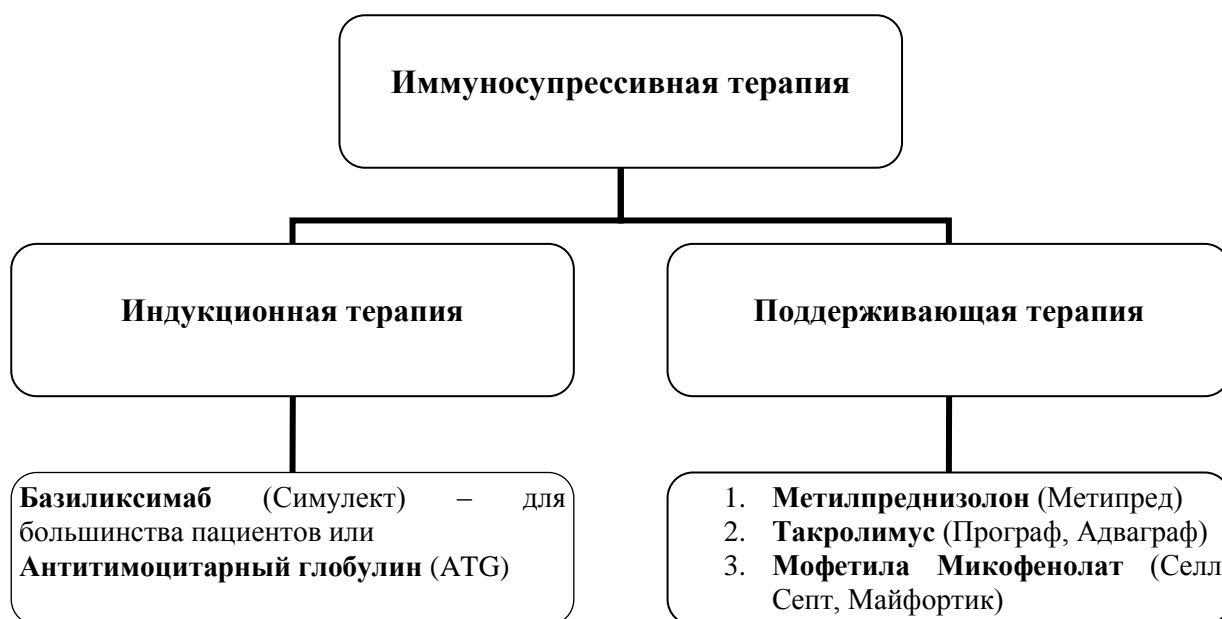 Иммуносупрессивная терапия
Индукционная терапия
Поддерживающая терапия
Базиликсимаб (Симулект) – для
большинства пациентов или
Антитимоцитарный глобулин (ATG)
1. Метилпреднизолон (Метипред)
2. Такролимус (Програф, Адваграф)
3. Мофетила Микофенолат (Селл
Септ, Майфортик)